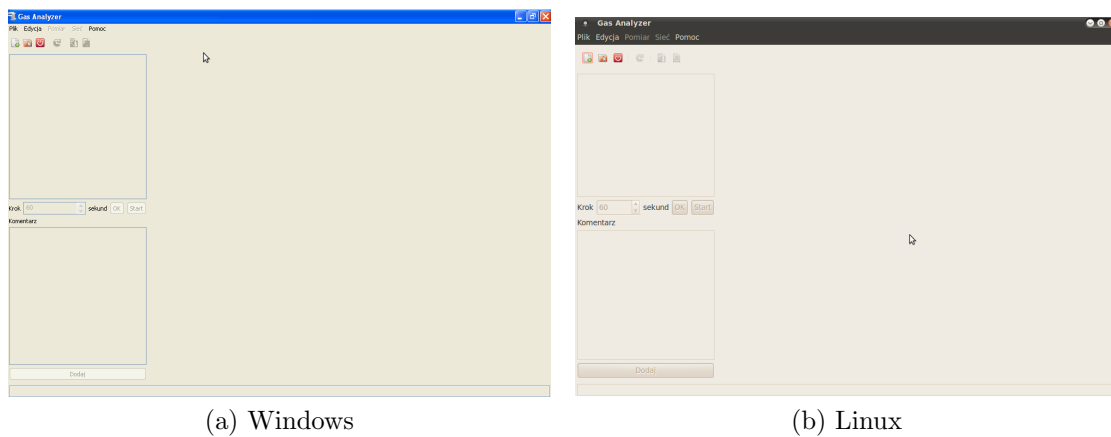 Gas Analyzer
Plik Edycja Pomiar Sieć Pomoc
Krok 60 sekund OK Start
Komentarz
Dodaj
(a) Windows
Gas Analyzer
Plik Edycja Pomiar Sieć Pomoc
Krok 60 sekund OK Start
Komentarz
Dodaj
(b) Linux